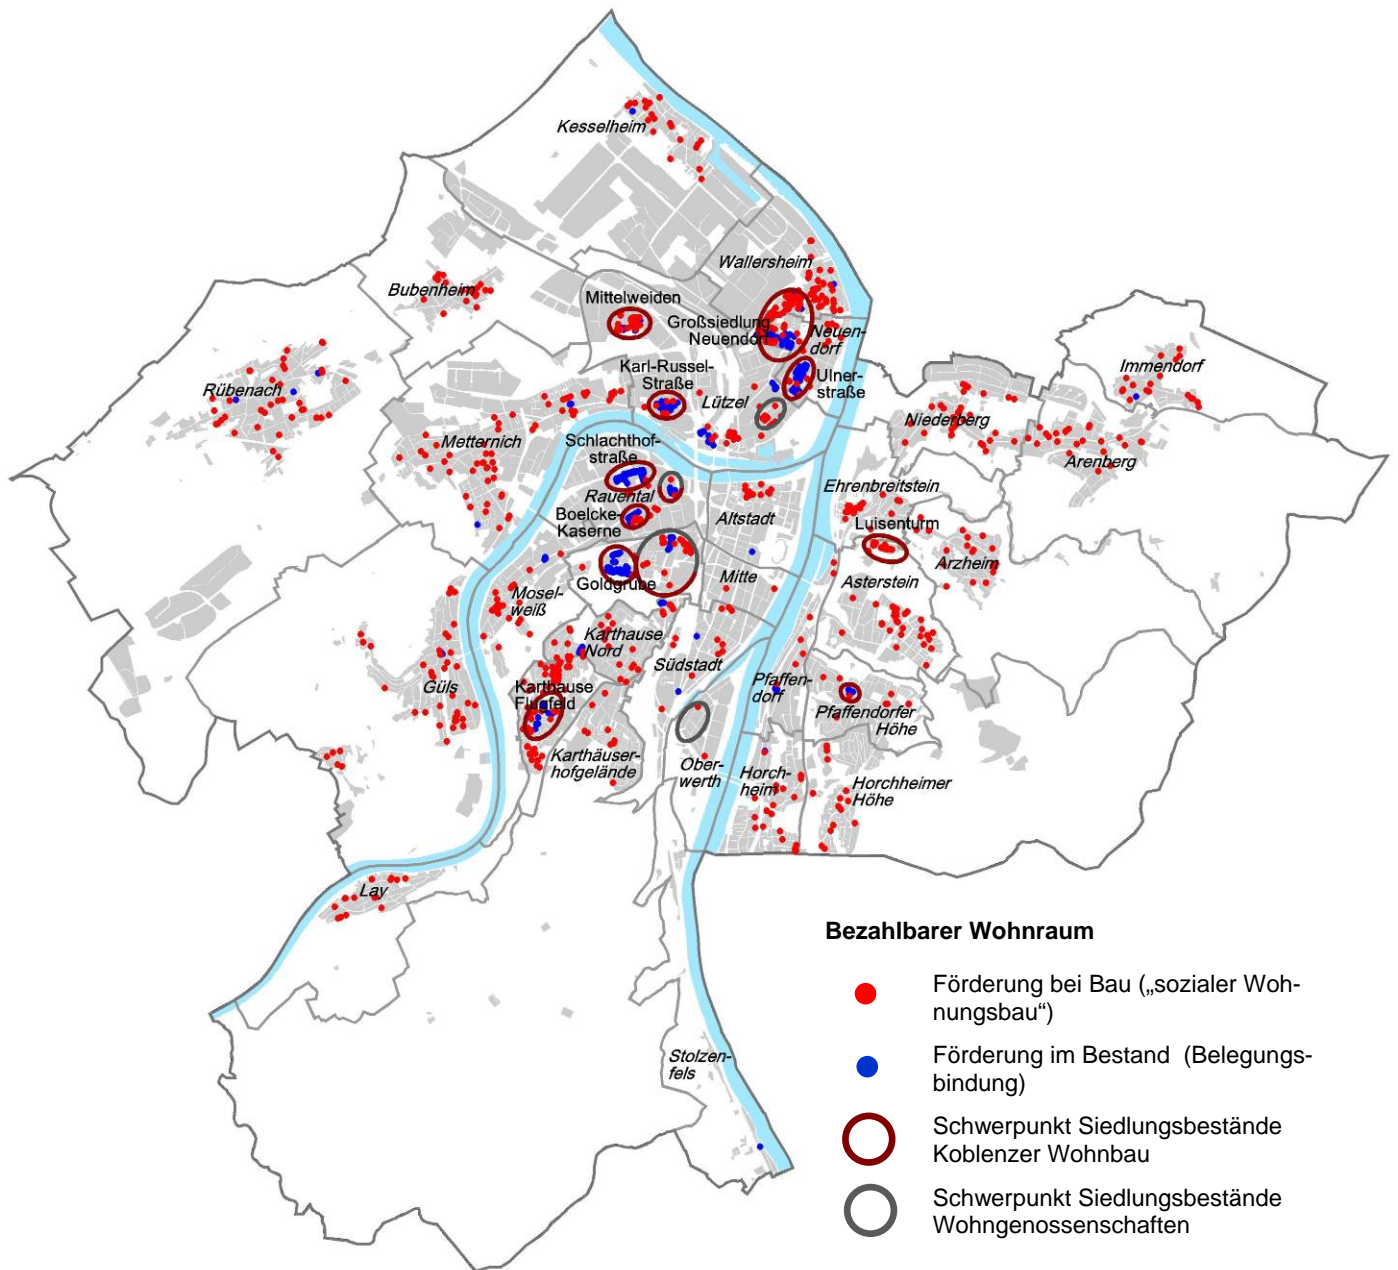 Kesselheim
Wallersheim
Bubenheim
Mittelweiden
Großsiedlung
Neuendorf
Neuen-
dorf
Immendorf
Rübenach
Karl-Russel-
Straße
Ulner-
straße
Lützel
Niederberg
Metternich
Schlachthof-
straße
Arenberg
Rauental
Ehrenbreitstein
Boelcke-
Kaserne
Altstadt
Luisenturm
Goldgrube
Mitte
Asterstein
Arzheim
Mosel-
weiß
Karthause
Nord
Südstadt
Güls
Karthause
Flugfeld
Pfaffen-
dorf
Pfaffendorfer
Höhe
Karthäuser-
hofgelände
Ober-
werth
Horch-
heim
Horchheimer
Höhe
Lay
Stolzen-
fels
Bezahlbarer Wohnraum
Förderung bei Bau („sozialer Woh-
nungsbau“)
Förderung im Bestand (Belegungs-
bindung)
Schwerpunkt Siedlungsbestände
Koblenzer Wohnbau
Schwerpunkt Siedlungsbestände
Wohngenossenschaften